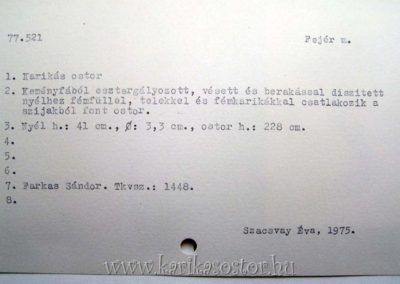 77.521 Fejér m.
1. Karikás ostor
2. Keményfából esztergályozott, vésett és berakással díszített
nyélhez fémfüllel, telekkel és fémkarikákkal csatlakozik a
szíjakból font ostor.
3. Nyél h.: 41 cm., Ø: 3,3 cm., ostor h.: 228 cm.
4.
5.
6.
7. Farkas Sándor. Tkvsz.: 1448.
8.
Szacsvay Éva, 1975.
www.karikasostor.hu